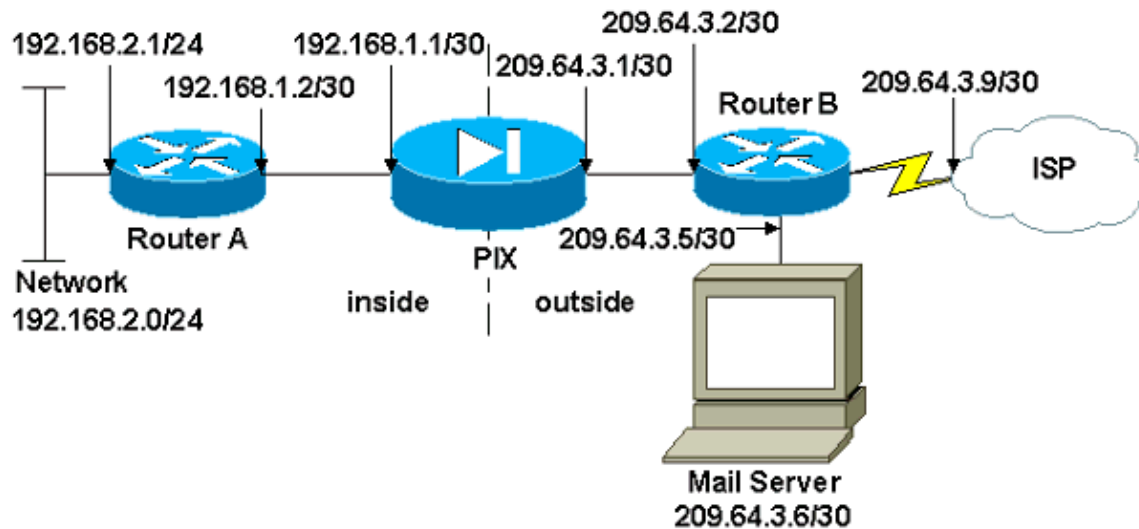 209.64.3.2/30
192.168.2.1/24
192.168.1.1/30
209.64.3.1/30
209.64.3.9/30
192.168.1.2/30
Router B
ISP
Router A
209.64.3.5/30
PIX
Network
192.168.2.0/24
inside
outside
Mail Server
209.64.3.6/30